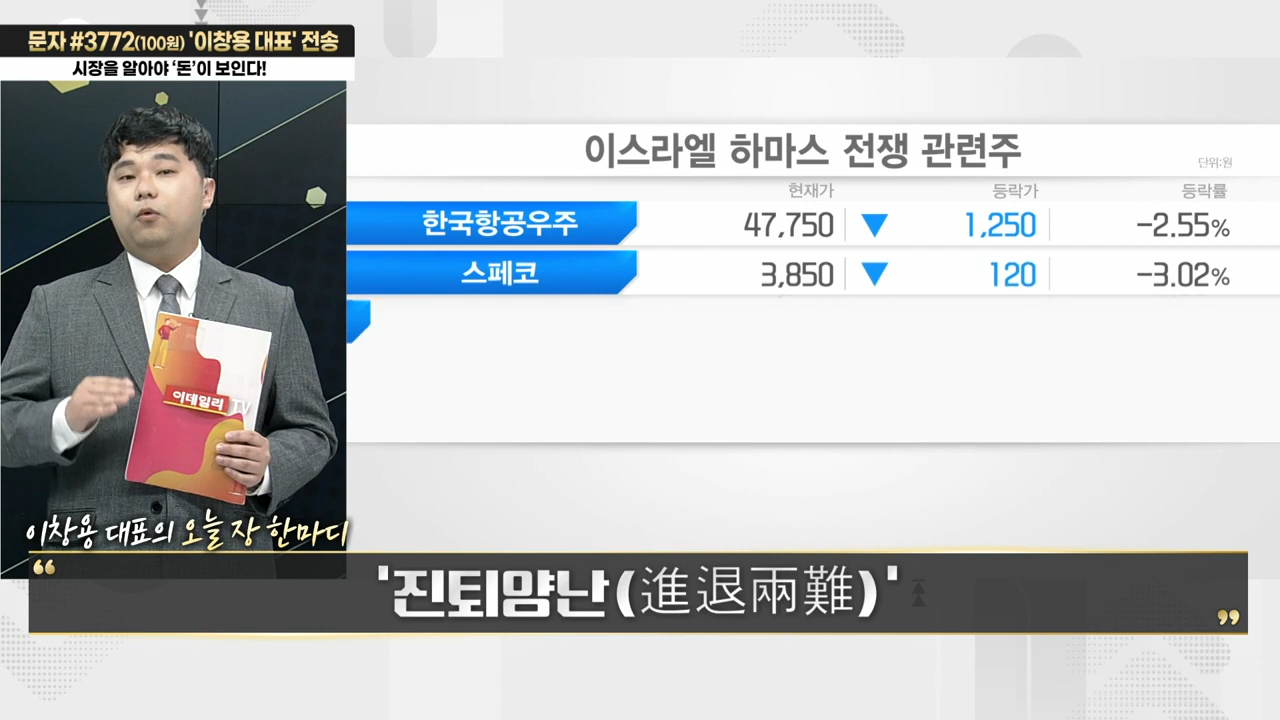 문자 #3772(100원) '이창용 대표' 전송
시장을 알아야 '돈'이 보인다!
이스라엘 하마스 전쟁 관련주
단위:원
현재가 등락가 등락률
한국항공우주 47,750 ▼ 1,250 -2.55%
스페코 3,850 ▼ 120 -3.02%
이데일리 TV
이창용 대표의 오늘 장 한마디
“ '진퇴양난(進退兩難)' ”